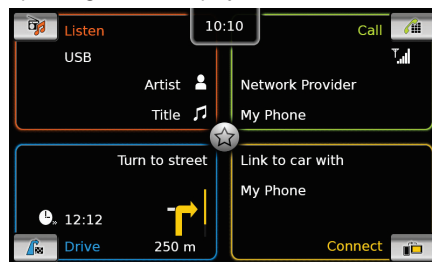 Listen
10:10
Call
USB
Artist
Title
Network Provider
My Phone
Turn to street
12:12
250 m
Drive
Link to car with
My Phone
Connect